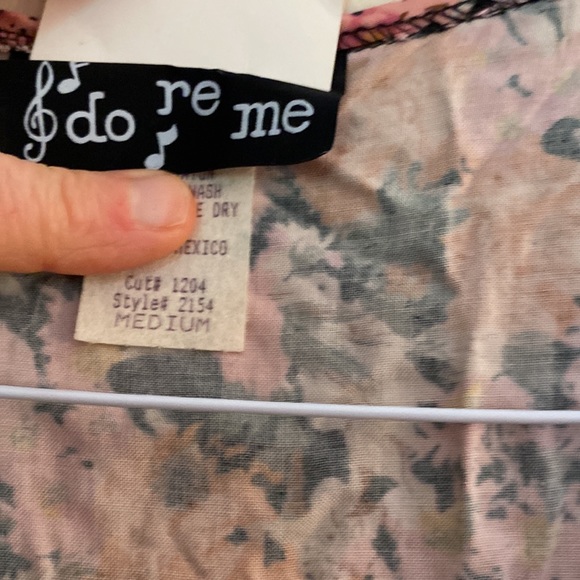 do re me
WASH
DRY
MEXICO
Cut# 1204
Style# 2154
MEDIUM